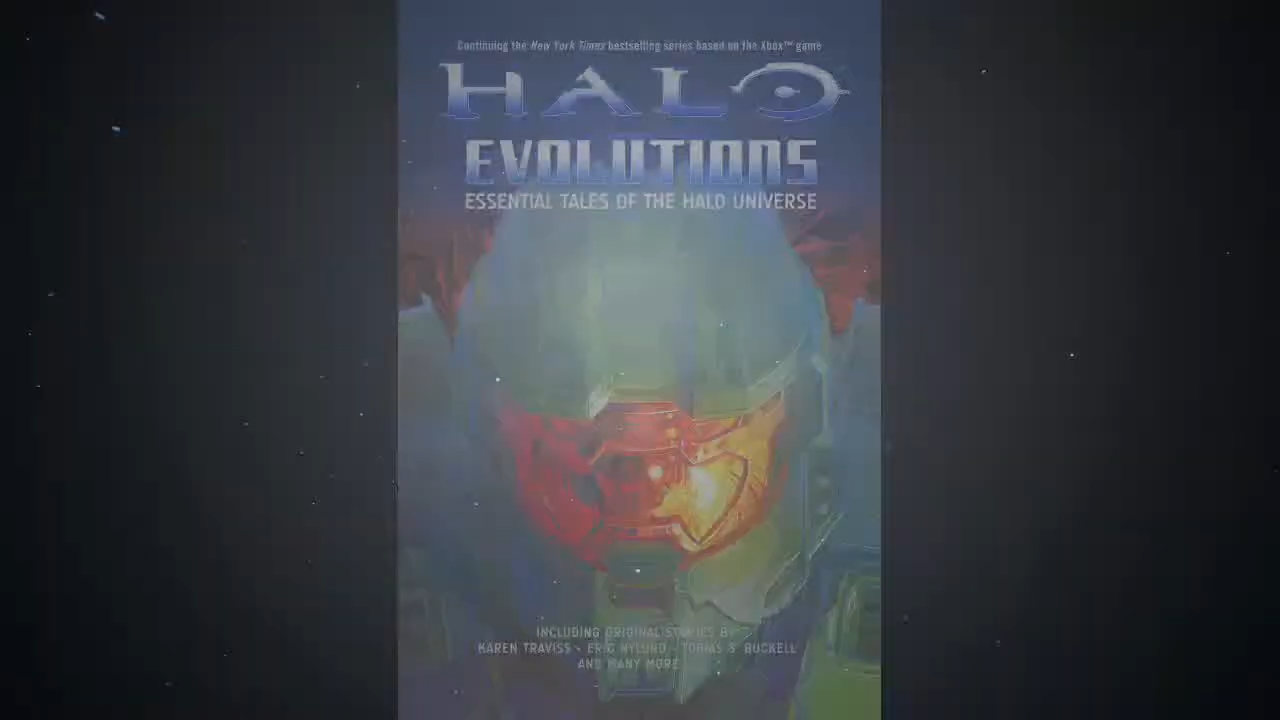 Continuing the New York Times bestselling series based on the Xbox™ game
HALO
EVOLUTIONS
ESSENTIAL TALES OF THE HALO UNIVERSE
INCLUDING ORIGINAL STORIES BY
KAREN TRAVISS • ERIC NYLUND • TOBIAS S. BUCKELL
AND MANY MORE